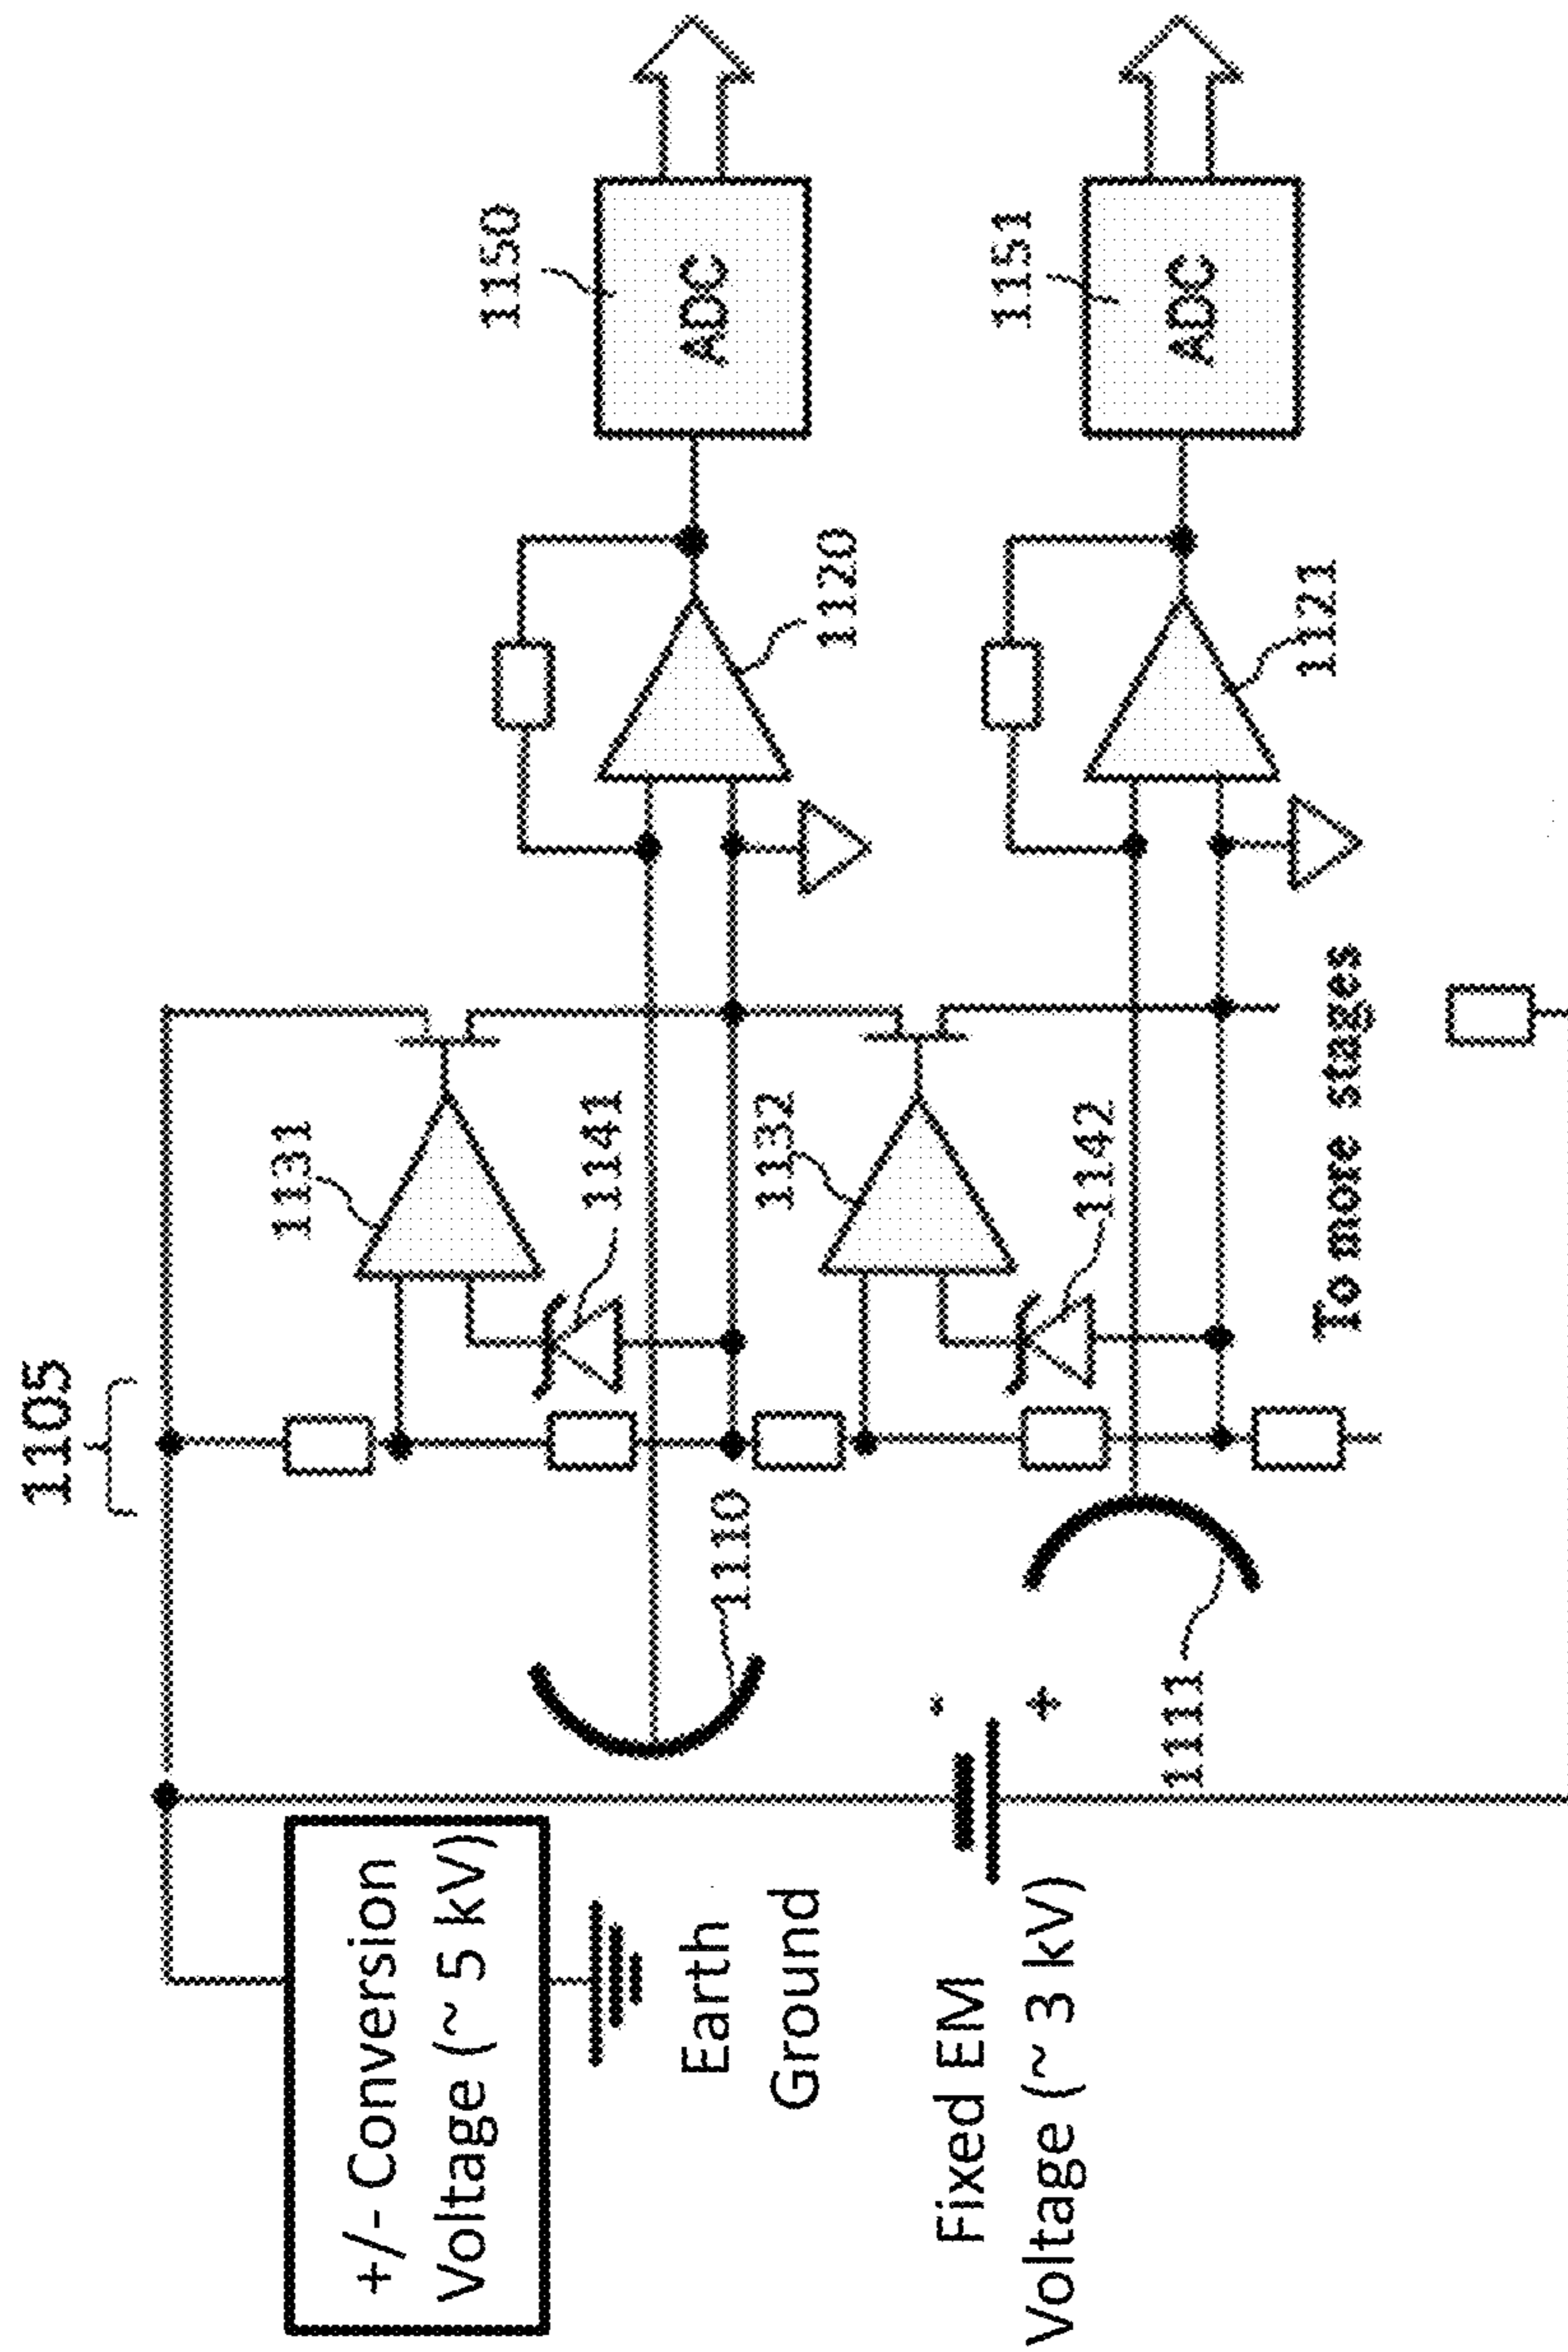 1105
+/- Conversion
Voltage (~ 5 kV)
Earth
Ground
Fixed EM
Voltage (~ 3 kV)
-
+
1110
1111
1131
1141
1132
1142
To more stages
1120
1121
1150
ADC
1151
ADC